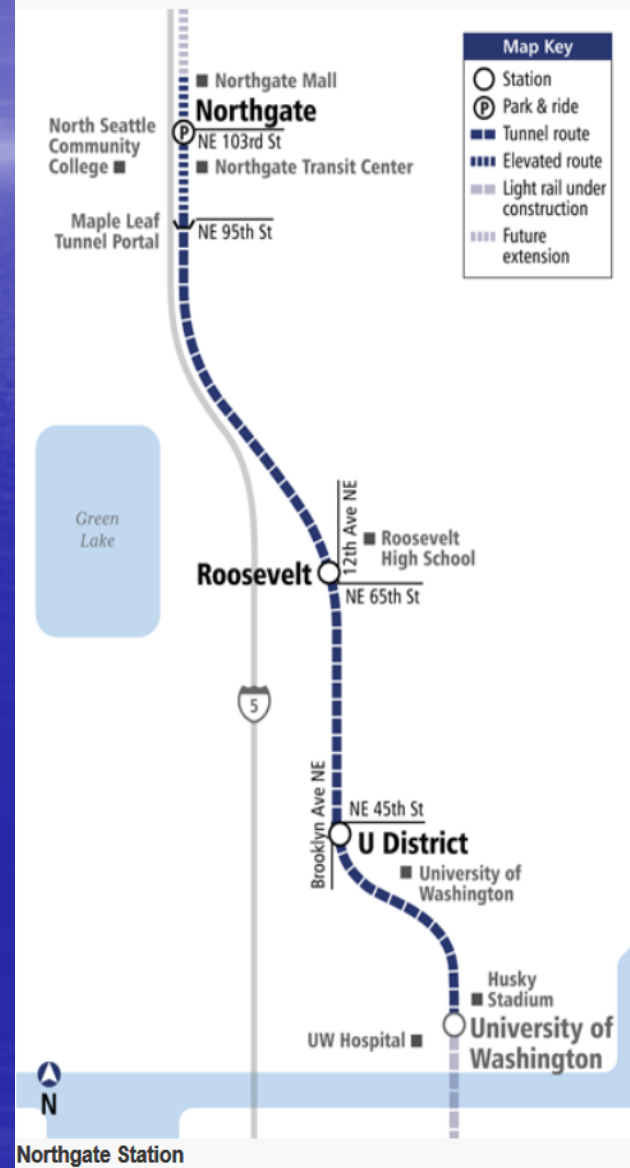 Map Key
Station
P Park & ride
Tunnel route
Elevated route
Light rail under
construction
Future
extension
Northgate Mall
Northgate
P
NE 103rd St
North Seattle
Community
College
Northgate Transit Center
Maple Leaf
Tunnel Portal
NE 95th St
Green
Lake
12th Ave NE
Roosevelt
High School
Roosevelt
NE 65th St
5
Brooklyn Ave NE
NE 45th St
U District
University of
Washington
Husky
Stadium
University of
Washington
UW Hospital
N
Northgate Station